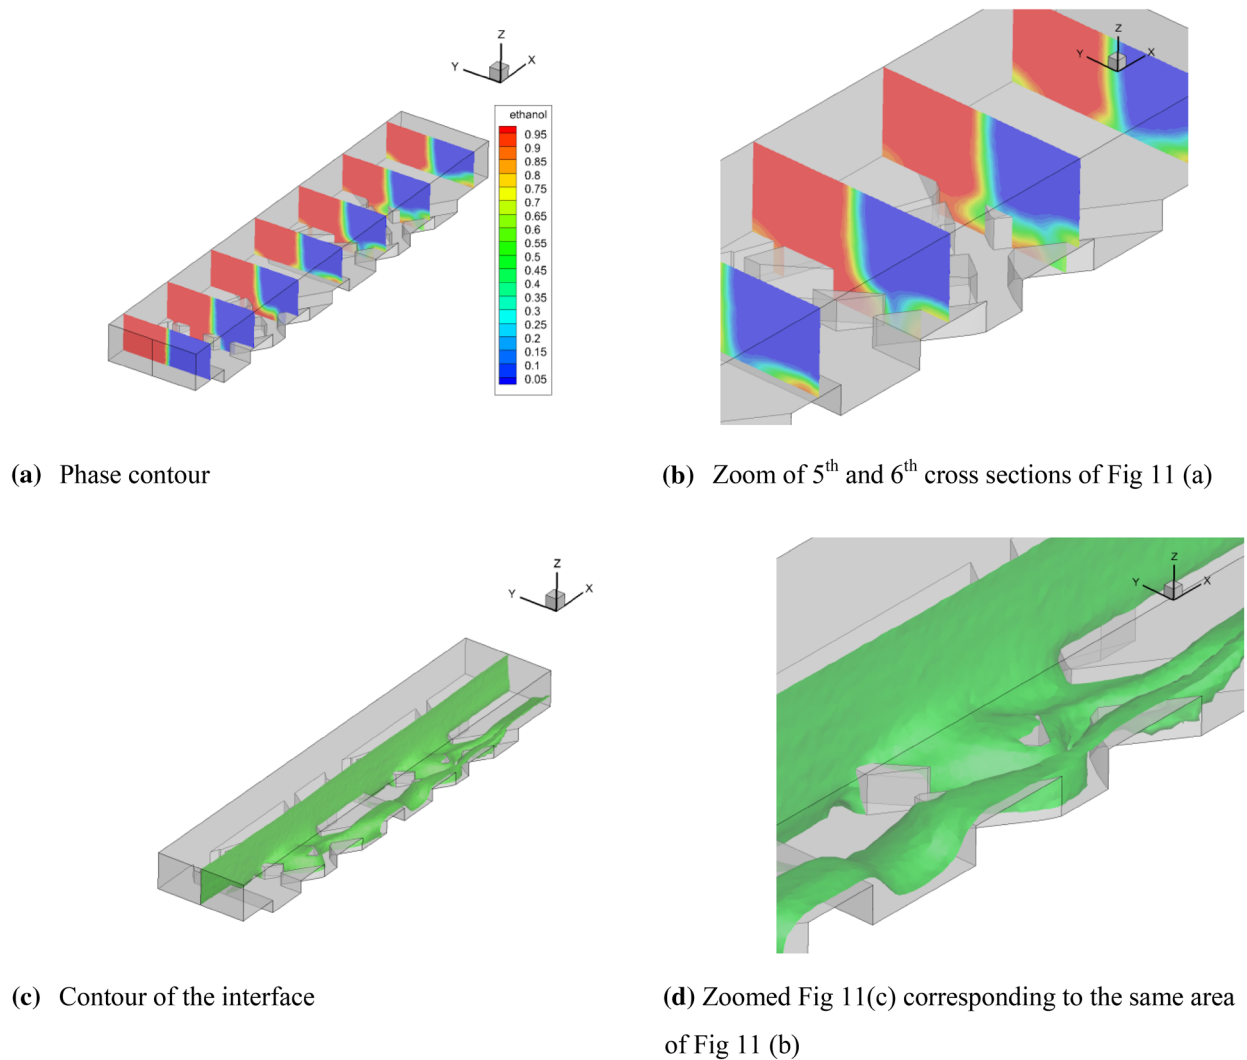 Z
Y
X
ethanol
0.95
0.9
0.85
0.8
0.75
0.7
0.65
0.6
0.55
0.5
0.45
0.4
0.35
0.3
0.25
0.2
0.15
0.1
0.05
Z
Y
X
(a) Phase contour
(b) Zoom of 5th and 6th cross sections of Fig 11 (a)
Z
Y
X
Z
Y
X
(c) Contour of the interface
(d) Zoomed Fig 11(c) corresponding to the same area
of Fig 11 (b)